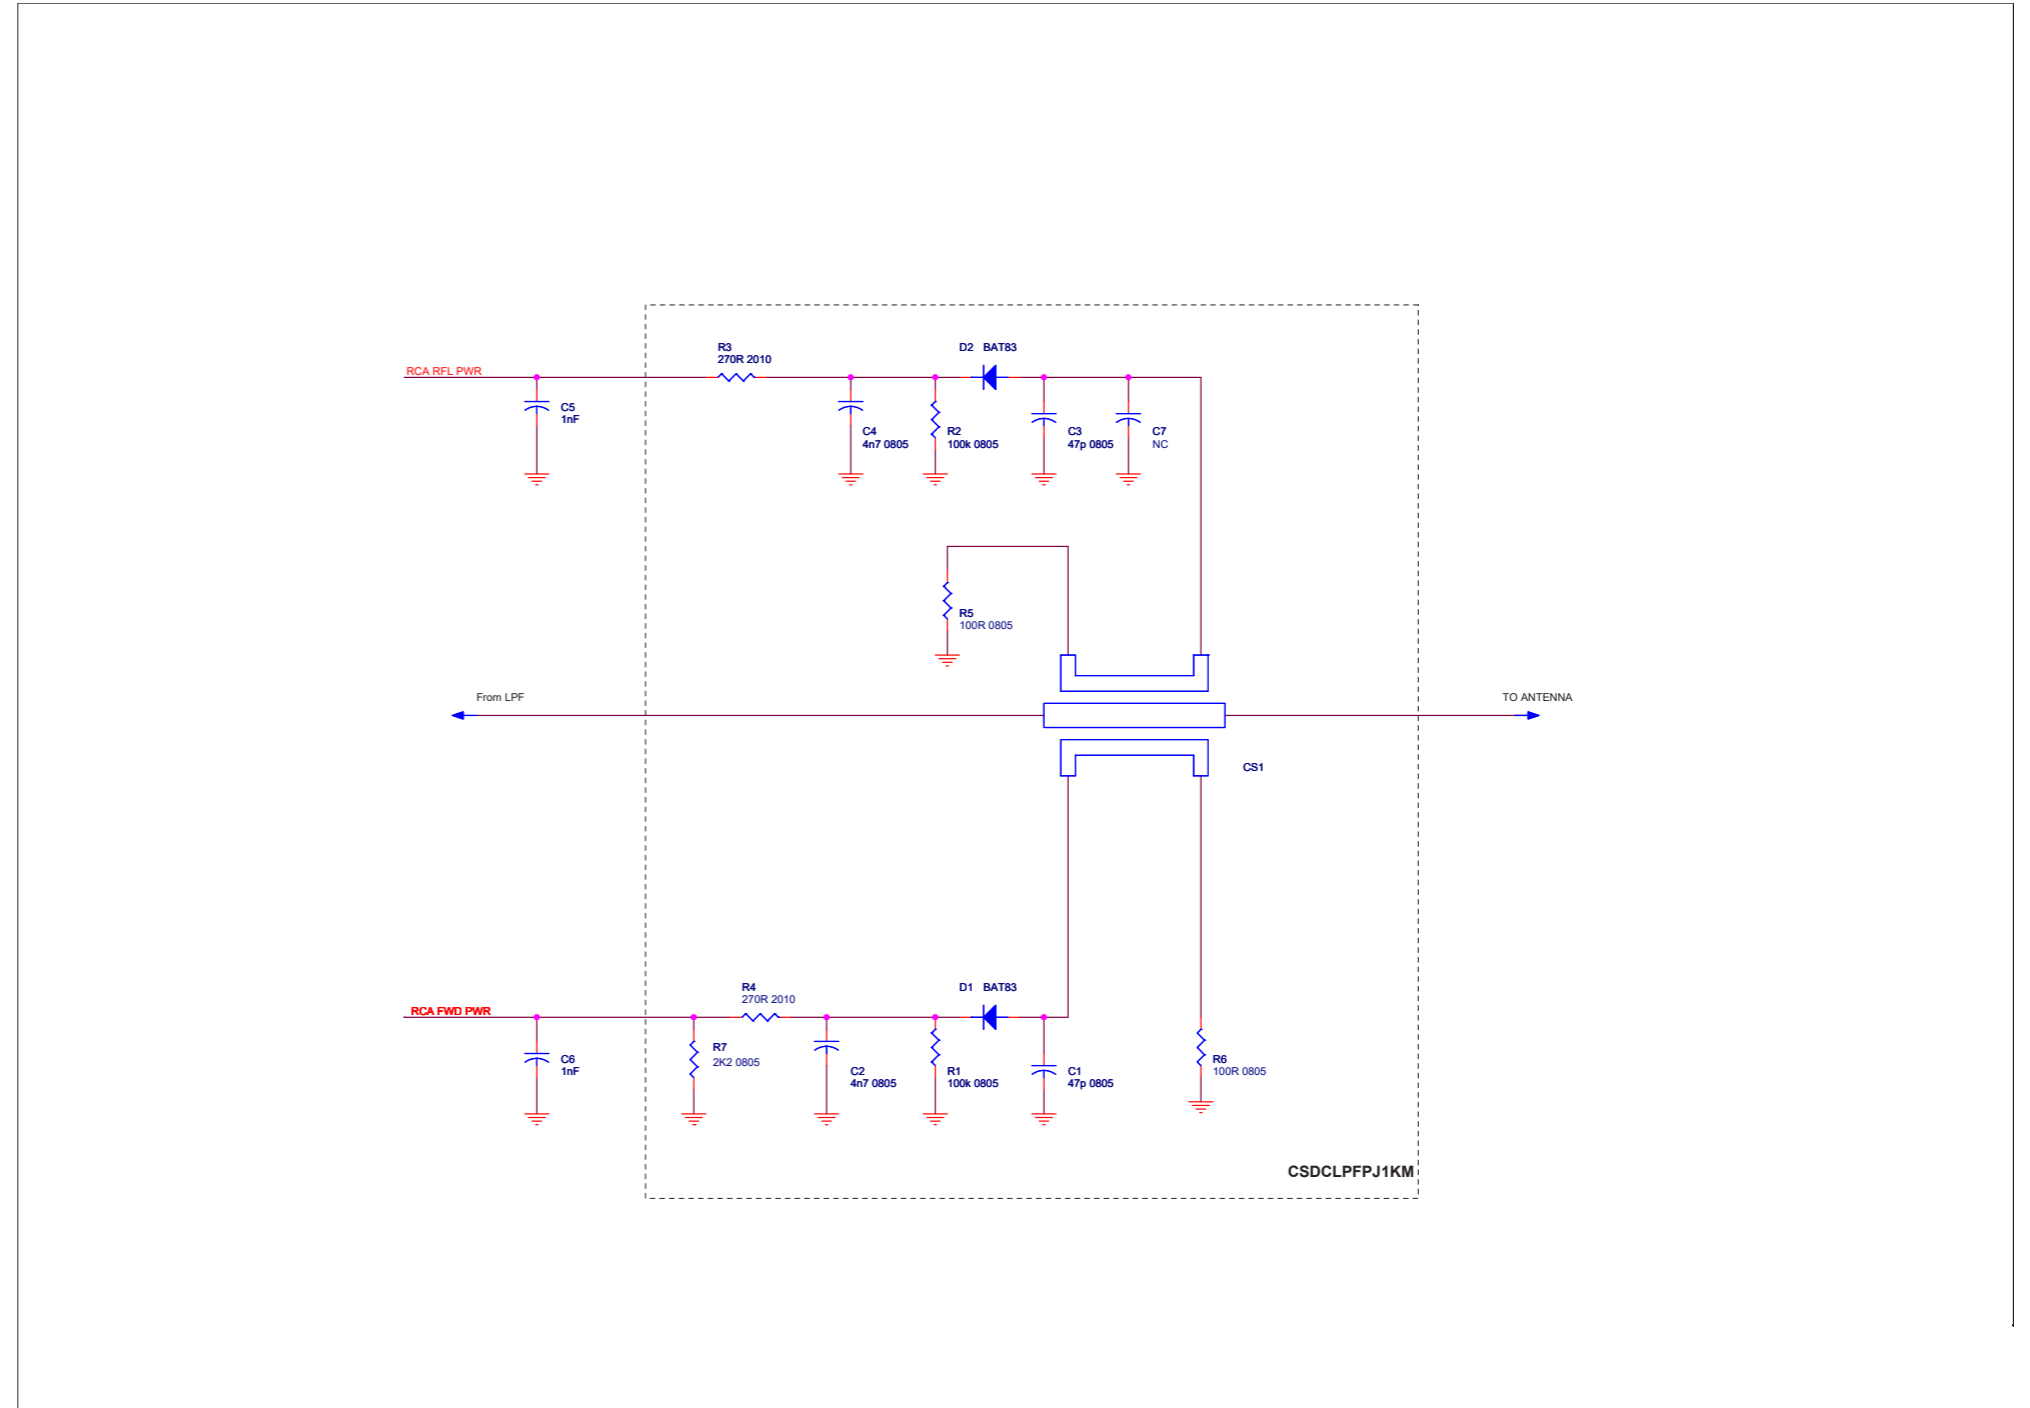 R3
270R 2010
D2 BAT83
RCA RFL PWR
C5
1nF
C4
4n7 0805
R2
100k 0805
C3
47p 0805
C7
NC
R5
100R 0805
From LPF
TO ANTENNA
CS1
R4
270R 2010
D1 BAT83
RCA FWD PWR
C6
1nF
R7
2K2 0805
C2
4n7 0805
R1
100k 0805
C1
47p 0805
R6
100R 0805
CSDCLPFPJ1KM